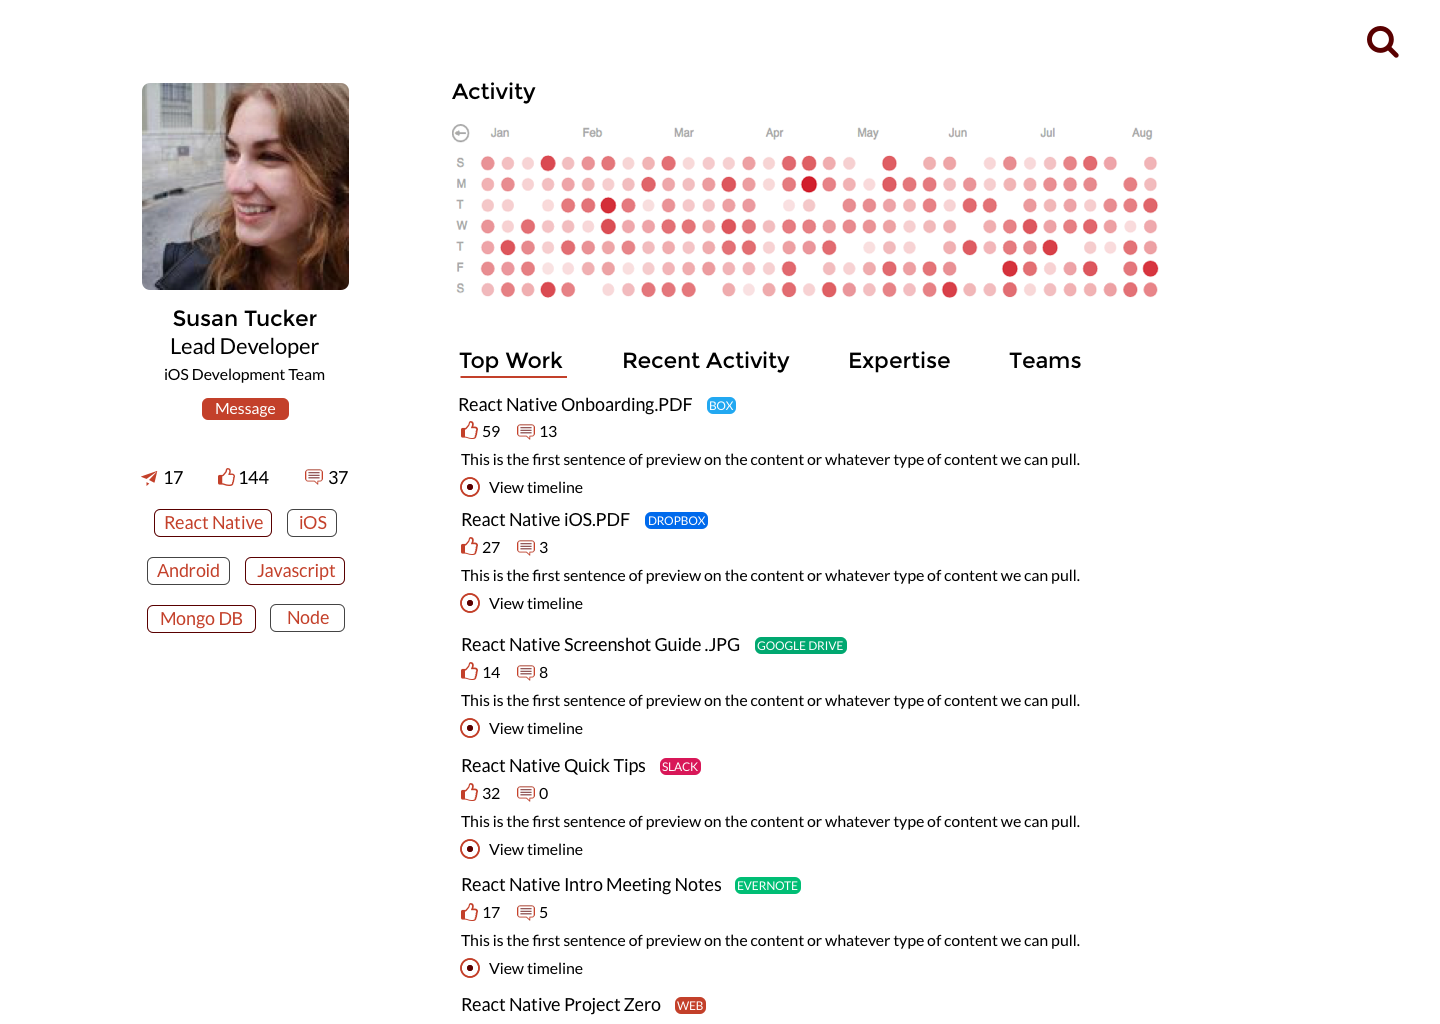 Activity
Jan Feb Mar Apr May Jun Jul Aug
S
M
T
W
T
F
S
Susan Tucker
Lead Developer
iOS Development Team
Message
17 144 37
React Native iOS
Android Javascript
Mongo DB Node
Top Work Recent Activity Expertise Teams
React Native Onboarding.PDF BOX
59 13
This is the first sentence of preview on the content or whatever type of content we can pull.
View timeline
React Native iOS.PDF DROPBOX
27 3
This is the first sentence of preview on the content or whatever type of content we can pull.
View timeline
React Native Screenshot Guide .JPG GOOGLE DRIVE
14 8
This is the first sentence of preview on the content or whatever type of content we can pull.
View timeline
React Native Quick Tips SLACK
32 0
This is the first sentence of preview on the content or whatever type of content we can pull.
View timeline
React Native Intro Meeting Notes EVERNOTE
17 5
This is the first sentence of preview on the content or whatever type of content we can pull.
View timeline
React Native Project Zero WEB